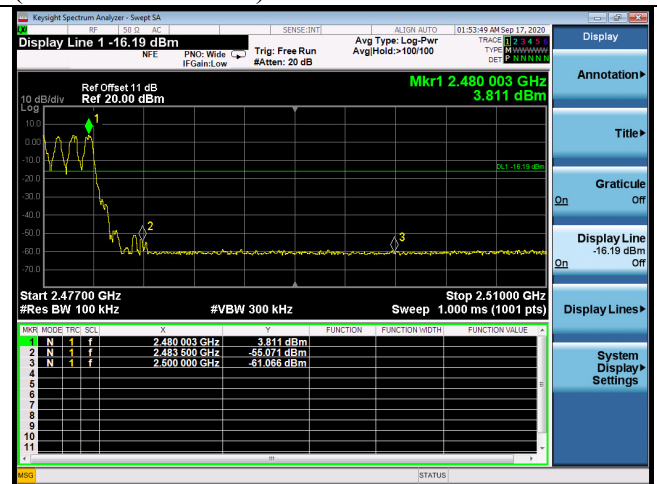 Keysight Spectrum Analyzer - Swept SA
RF 50 Ω AC SENSE:INT ALIGN AUTO 01:53:49 AM Sep 17, 2020
Display Line 1 -16.19 dBm
NFE PNO: Wide Trig: Free Run Avg Type: Log-Pwr TRACE 1 2 3 4 5 6
IFGain:Low #Atten: 20 dB Avg|Hold:>100/100 TYPE M WWWWW
DET P N N N N N
Ref Offset 11 dB Mkr1 2.480 003 GHz
10 dB/div Ref 20.00 dBm 3.811 dBm
Log
10.0
0.00
-10.0
-20.0
-30.0
-40.0
-50.0
-60.0
-70.0
1
2
3
DL1 -16.19 dBm
Start 2.47700 GHz Stop 2.51000 GHz
#Res BW 100 kHz #VBW 300 kHz Sweep 1.000 ms (1001 pts)
MKR MODE TRC SCL X Y FUNCTION FUNCTION WIDTH FUNCTION VALUE
1 N 1 f 2.480 003 GHz 3.811 dBm
2 N 1 f 2.483 500 GHz -55.071 dBm
3 N 1 f 2.500 000 GHz -61.066 dBm
4
5
6
7
8
9
10
11
MSG STATUS
Display
Annotation
Title
Graticule
On Off
Display Line
-16.19 dBm
On Off
Display Lines
System
Display
Settings